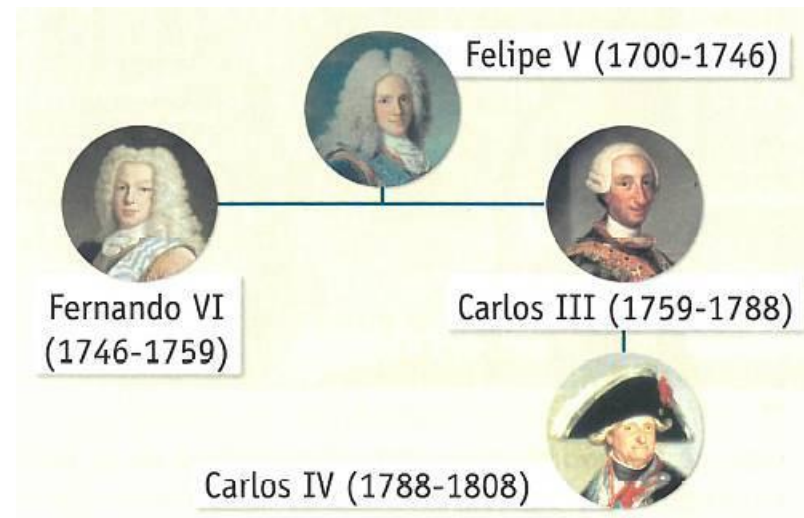 Felipe V (1700-1746)
Fernando VI
(1746-1759)
Carlos III (1759-1788)
Carlos IV (1788-1808)